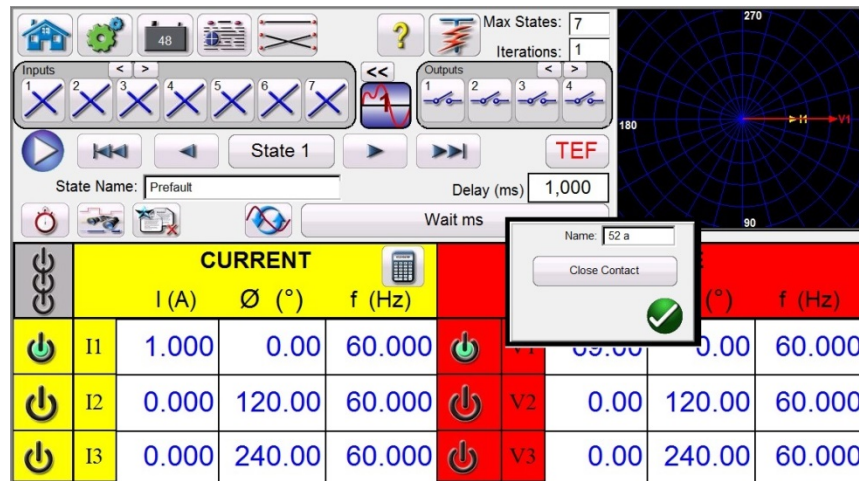 Max States: 7
48
?
Iterations: 1
Inputs < > << Outputs < >
1 2 3 4 5 6 7 1 1 2 3 4
State 1 TEF
State Name: Prefault Delay (ms) 1,000
Wait ms
270
180 I1 V1
90
Name: 52 a
Close Contact
CURRENT
I (A) Ø (°) f (Hz) (°) f (Hz)
I1 1.000 0.00 60.000 0.00 60.000
I2 0.000 120.00 60.000 V2 0.00 120.00 60.000
I3 0.000 240.00 60.000 V3 0.00 240.00 60.000